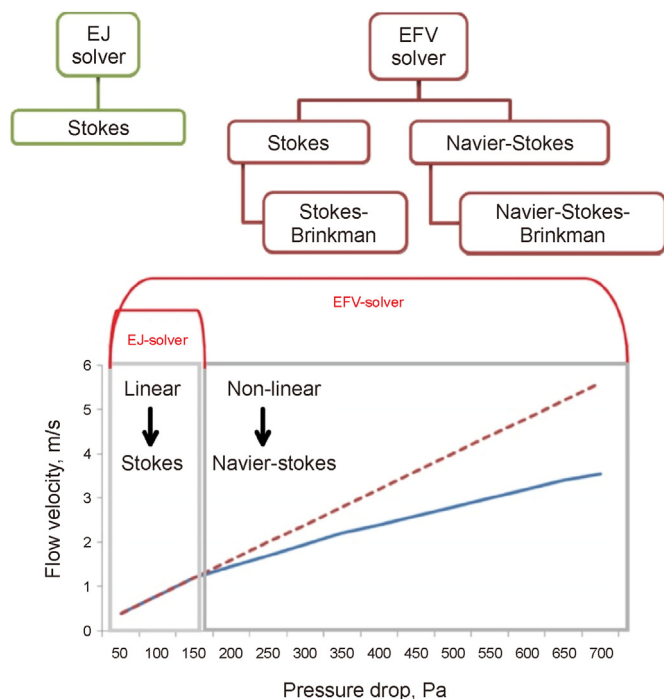 EJ
solver
EFV
solver
Stokes
Stokes
Navier-Stokes
Stokes-
Brinkman
Navier-Stokes-
Brinkman
EFV-solver
EJ-solver
Linear
Non-linear
Stokes
Navier-stokes
Flow velocity, m/s
6
5
4
3
2
1
0
50 100 150 200 250 300 350 400 450 500 550 600 650 700
Pressure drop, Pa